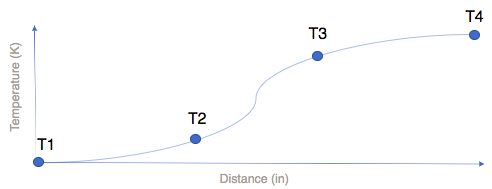 T4
T3
T2
T1
Temperature (K)
Distance (in)